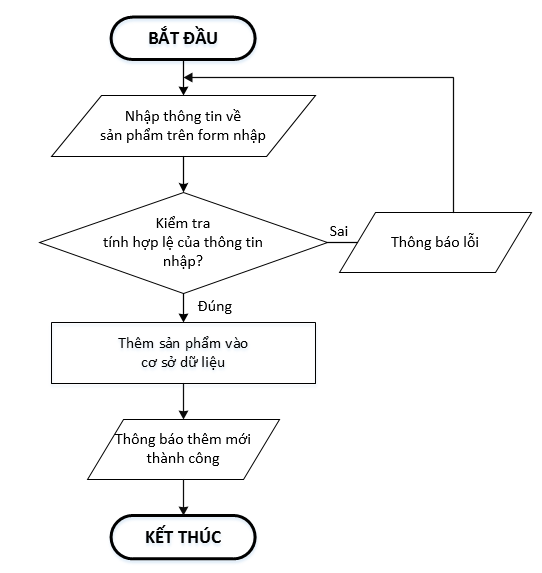 BẮT ĐẦU
Nhập thông tin về
sản phẩm trên form nhập
Kiểm tra
tính hợp lệ của thông tin
nhập?
Sai
Thông báo lỗi
Đúng
Thêm sản phẩm vào
cơ sở dữ liệu
Thông báo thêm mới
thành công
KẾT THÚC